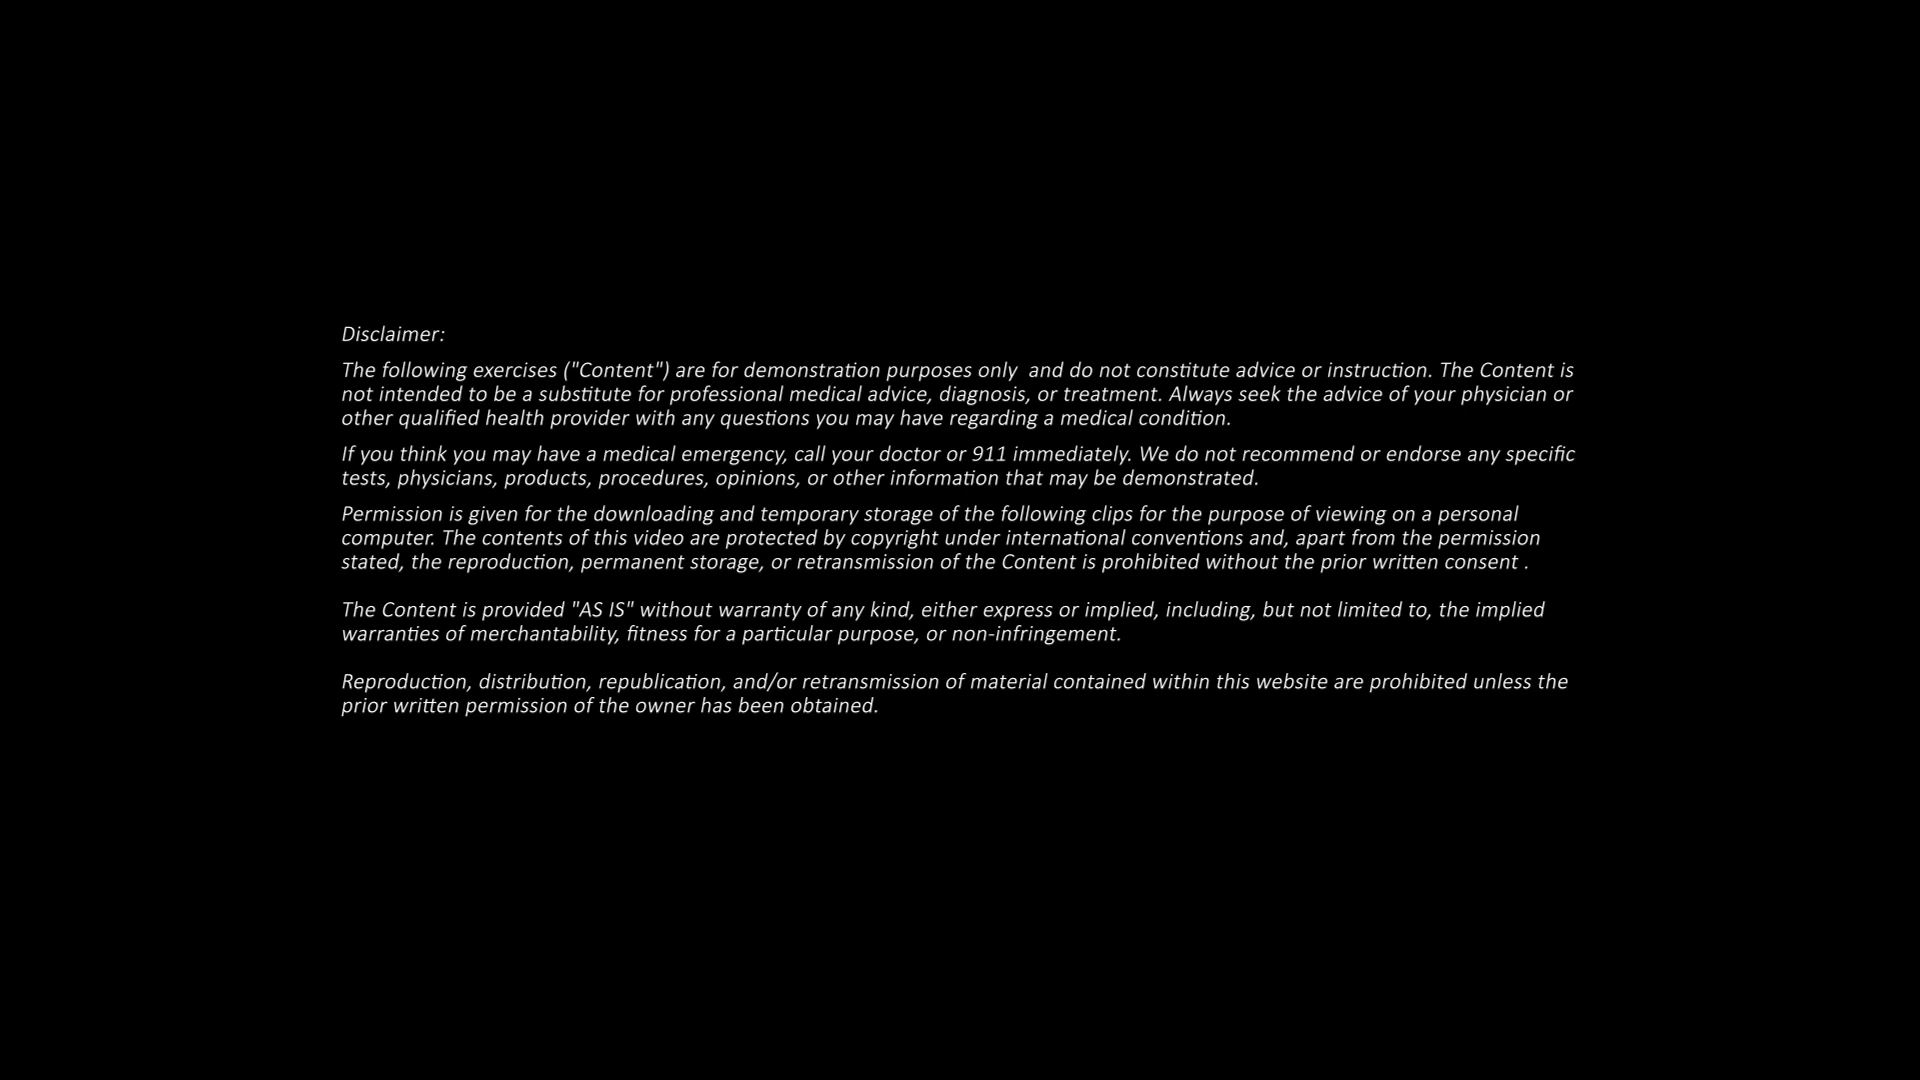 Disclaimer:
The following exercises ("Content") are for demonstration purposes only  and do not constitute advice or instruction. The Content is
not intended to be a substitute for professional medical advice, diagnosis, or treatment. Always seek the advice of your physician or
other qualified health provider with any questions you may have regarding a medical condition.
If you think you may have a medical emergency, call your doctor or 911 immediately. We do not recommend or endorse any specific
tests, physicians, products, procedures, opinions, or other information that may be demonstrated.
Permission is given for the downloading and temporary storage of the following clips for the purpose of viewing on a personal
computer. The contents of this video are protected by copyright under international conventions and, apart from the permission
stated, the reproduction, permanent storage, or retransmission of the Content is prohibited without the prior written consent .
The Content is provided "AS IS" without warranty of any kind, either express or implied, including, but not limited to, the implied
warranties of merchantability, fitness for a particular purpose, or non-infringement.
Reproduction, distribution, republication, and/or retransmission of material contained within this website are prohibited unless the
prior written permission of the owner has been obtained.